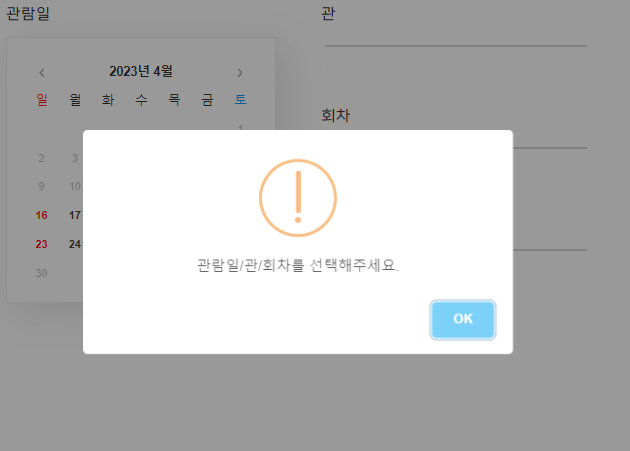 관람일
관
2023년 4월
일 월 화 수 목 금 토
1
회차
2 3
9 10
16 17
23 24
30
관람일/관/회차를 선택해주세요.
OK